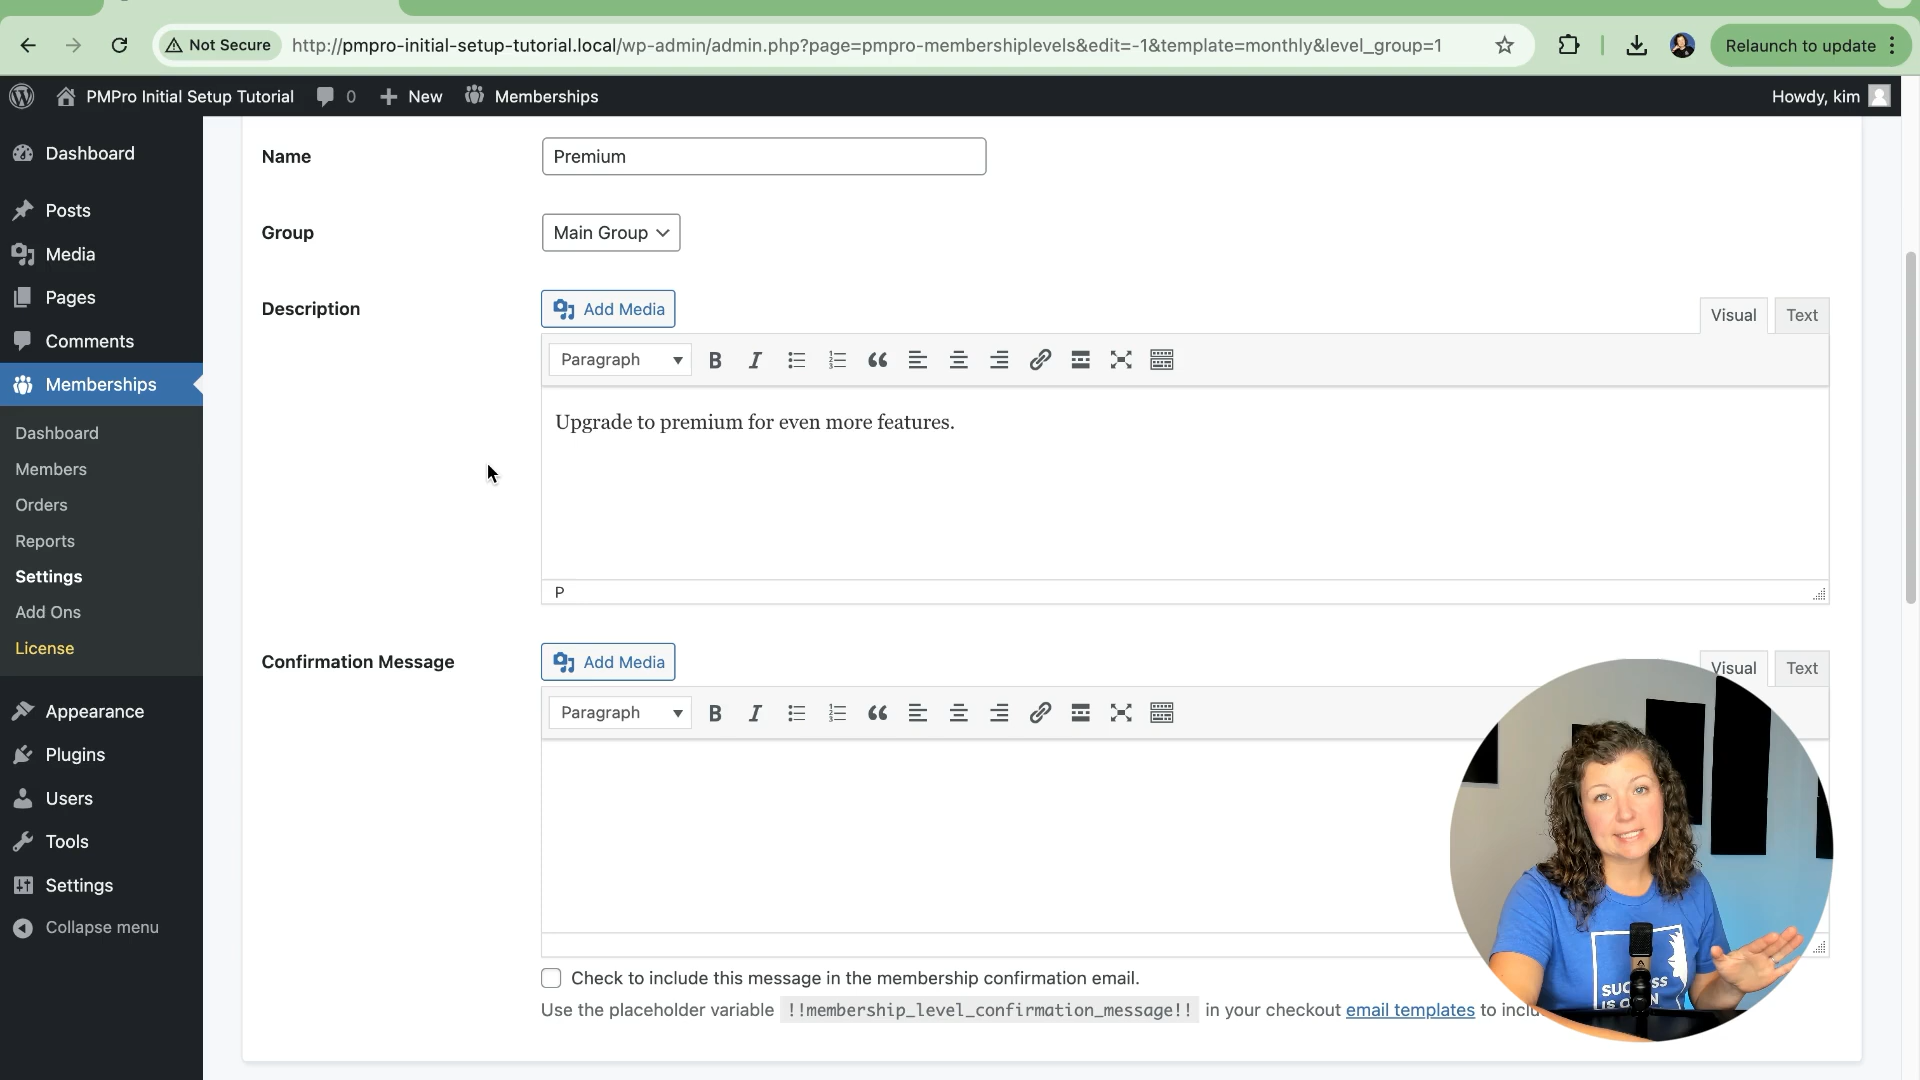 Not Secure
http://pmpro-initial-setup-tutorial.local/wp-admin/admin.php?page=pmpro-membershiplevels&edit=-1&template=monthly&level_group=1
Relaunch to update
PMPro Initial Setup Tutorial
0
New
Memberships
Howdy, kim
Dashboard
Posts
Media
Pages
Comments
Memberships
Dashboard
Members
Orders
Reports
Settings
Add Ons
License
Appearance
Plugins
Users
Tools
Settings
Collapse menu
Name
Premium
Group
Main Group
Description
Add Media
Visual
Text
Paragraph
Upgrade to premium for even more features.
P
Confirmation Message
Add Media
Visual
Text
Paragraph
Check to include this message in the membership confirmation email.
Use the placeholder variable !!membership_level_confirmation_message!! in your checkout email templates to